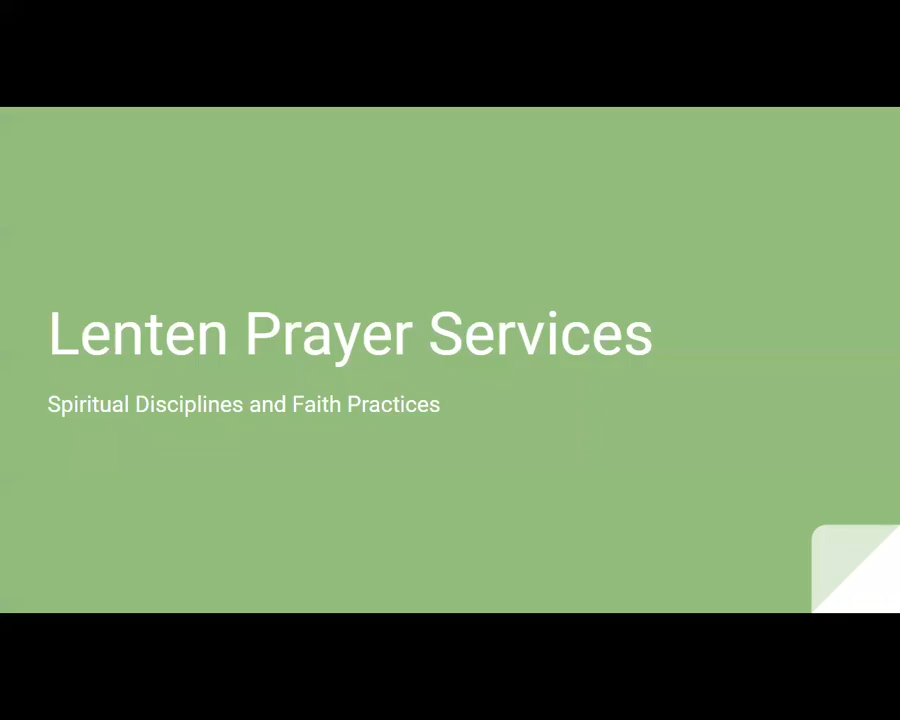 Lenten Prayer Services
Spiritual Disciplines and Faith Practices